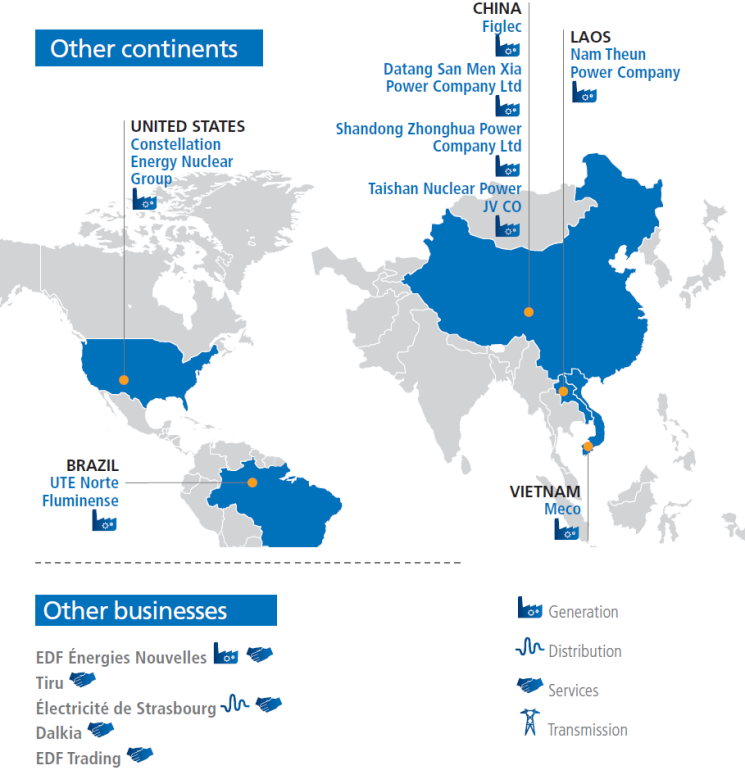 Other continents
CHINA
Figlec
Datang San Men Xia
Power Company Ltd
Shandong Zhonghua Power
Company Ltd
Taishan Nuclear Power
JV CO
LAOS
Nam Theun
Power Company
UNITED STATES
Constellation
Energy Nuclear
Group
BRAZIL
UTE Norte
Fluminense
VIETNAM
Meco
Other businesses
EDF Énergies Nouvelles
Tiru
Électricité de Strasbourg
Dalkia
EDF Trading
Generation
Distribution
Services
Transmission